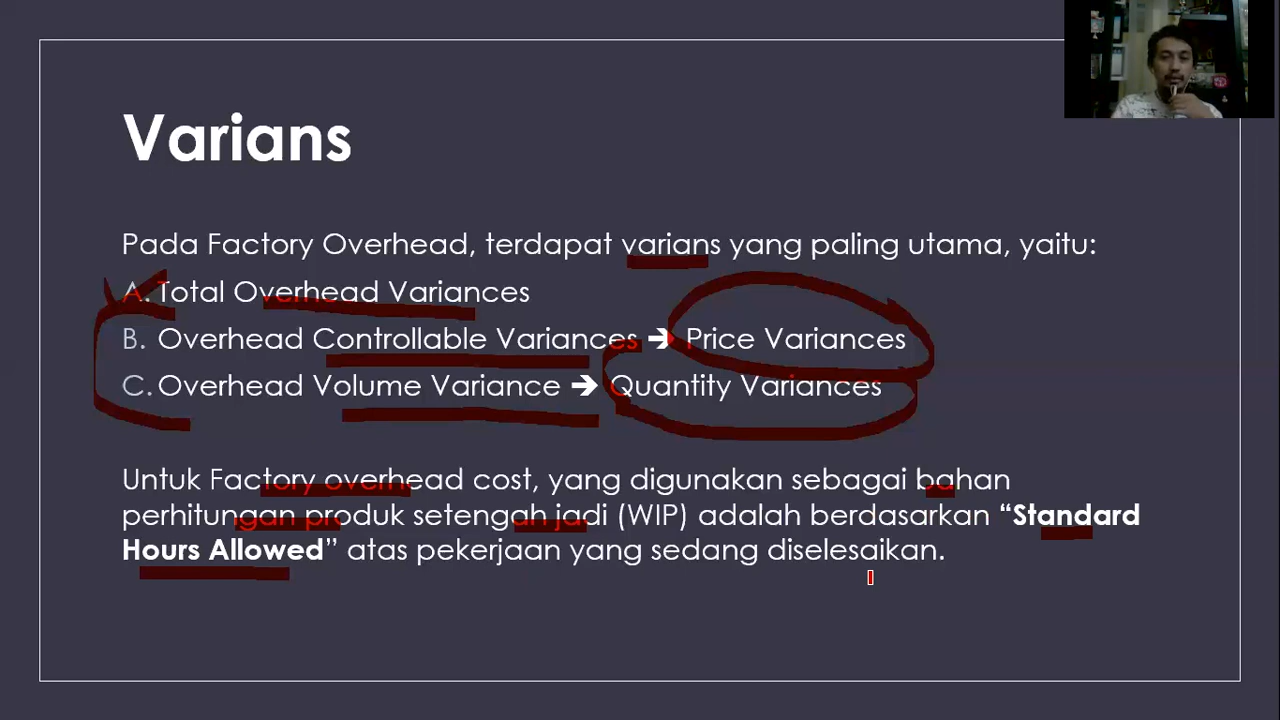 Varians
Pada Factory Overhead, terdapat varians yang paling utama, yaitu:
A. Total Overhead Variances
B. Overhead Controllable Variances → Price Variances
C. Overhead Volume Variance → Quantity Variances
Untuk Factory overhead cost, yang digunakan sebagai bahan
perhitungan produk setengah jadi (WIP) adalah berdasarkan “Standard
Hours Allowed” atas pekerjaan yang sedang diselesaikan.